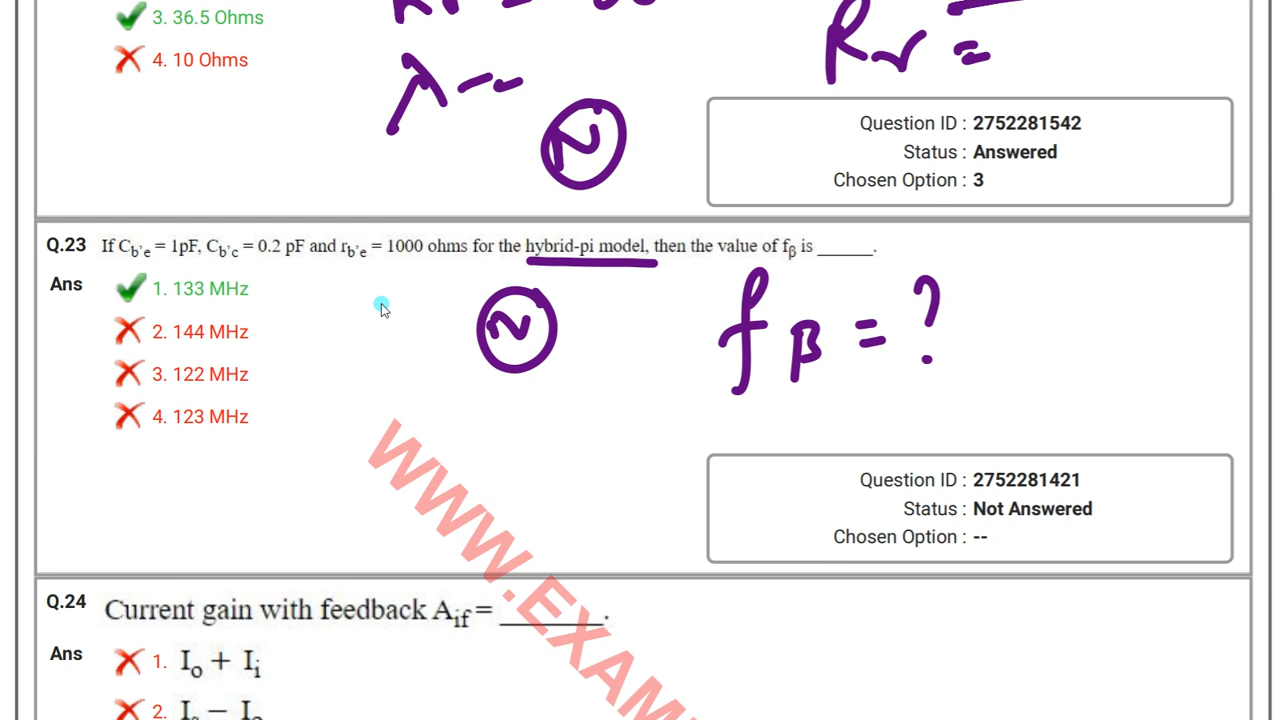 3. 36.5 Ohms
4. 10 Ohms
Rr =
λ =
N
Question ID : 2752281542
Status : Answered
Chosen Option : 3
Q.23 If Cb'e = 1pF, Cb'c = 0.2 pF and rb'e = 1000 ohms for the hybrid-pi model, then the value of fβ is ______.
Ans
1. 133 MHz
2. 144 MHz
3. 122 MHz
4. 123 MHz
N
fβ = ?
Question ID : 2752281421
Status : Not Answered
Chosen Option : --
WWW.EXAM
Q.24 Current gain with feedback Aif = ________.
Ans
1. Io + Ii
2.